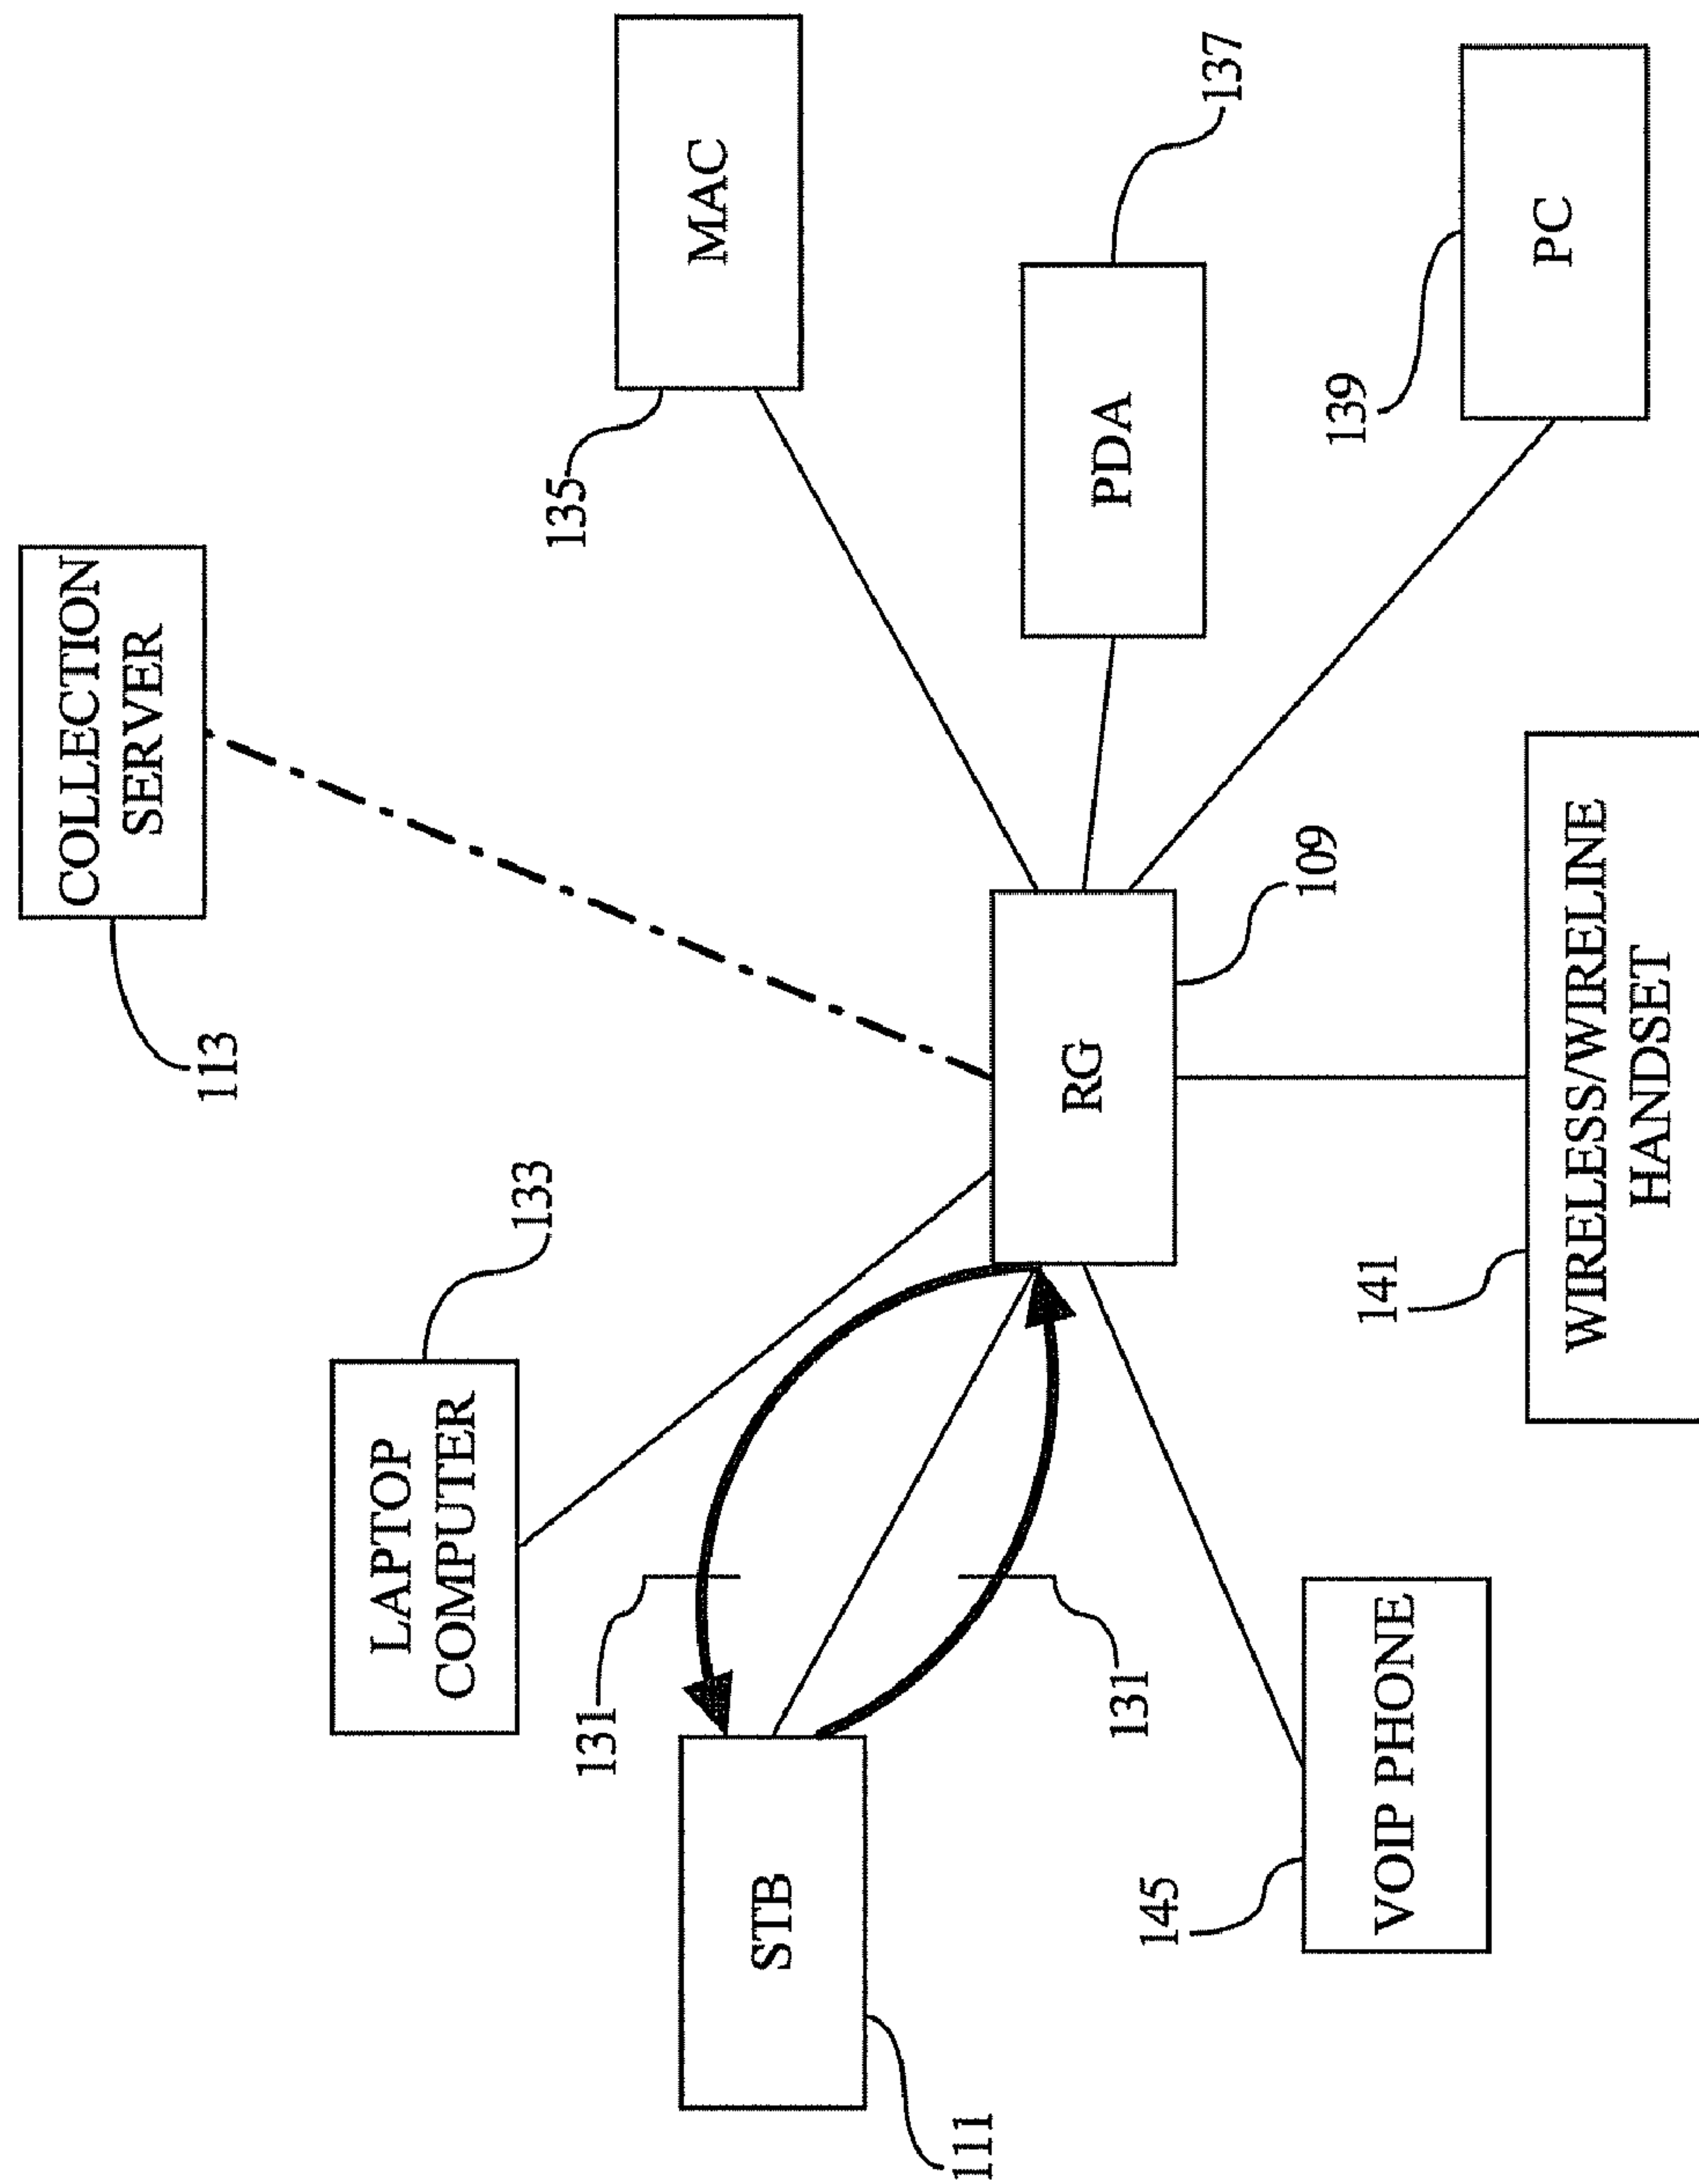 COLLECTION
SERVER
113
LAPTOP
COMPUTER
133
135
MAC
131
STB
111
131
RG
109
PDA
137
139
PC
145
VOIP PHONE
141
WIRELESS/WIRELINE
HANDSET